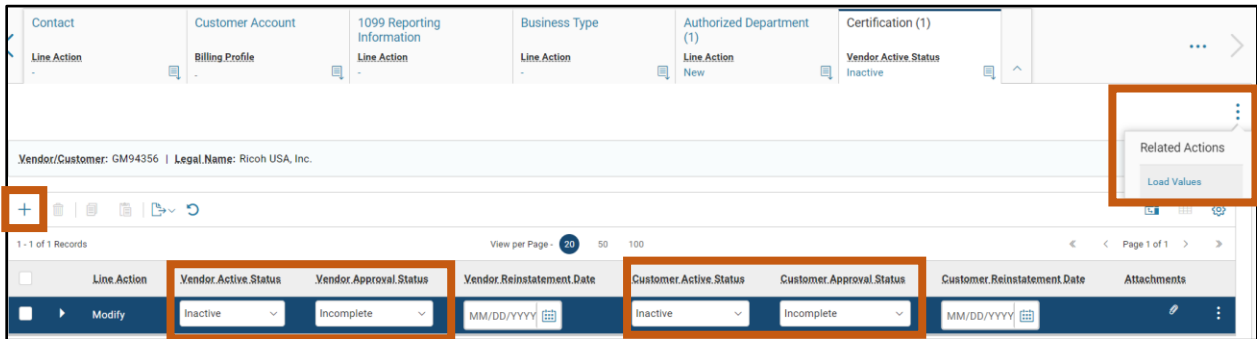 Contact
Customer Account
1099 Reporting
Information
Business Type
Authorized Department
(1)
Certification (1)
Line Action
-
Billing Profile
-
Line Action
-
Line Action
-
Line Action
New
Vendor Active Status
Inactive
Related Actions
Load Values
Vendor/Customer: GM94356 | Legal Name: Ricoh USA, Inc.
1 - 1 of 1 Records
View per Page - 20 50 100
Page 1 of 1
Line Action Vendor Active Status Vendor Approval Status Vendor Reinstatement Date Customer Active Status Customer Approval Status Customer Reinstatement Date Attachments
Modify Inactive Incomplete MM/DD/YYYY Inactive Incomplete MM/DD/YYYY